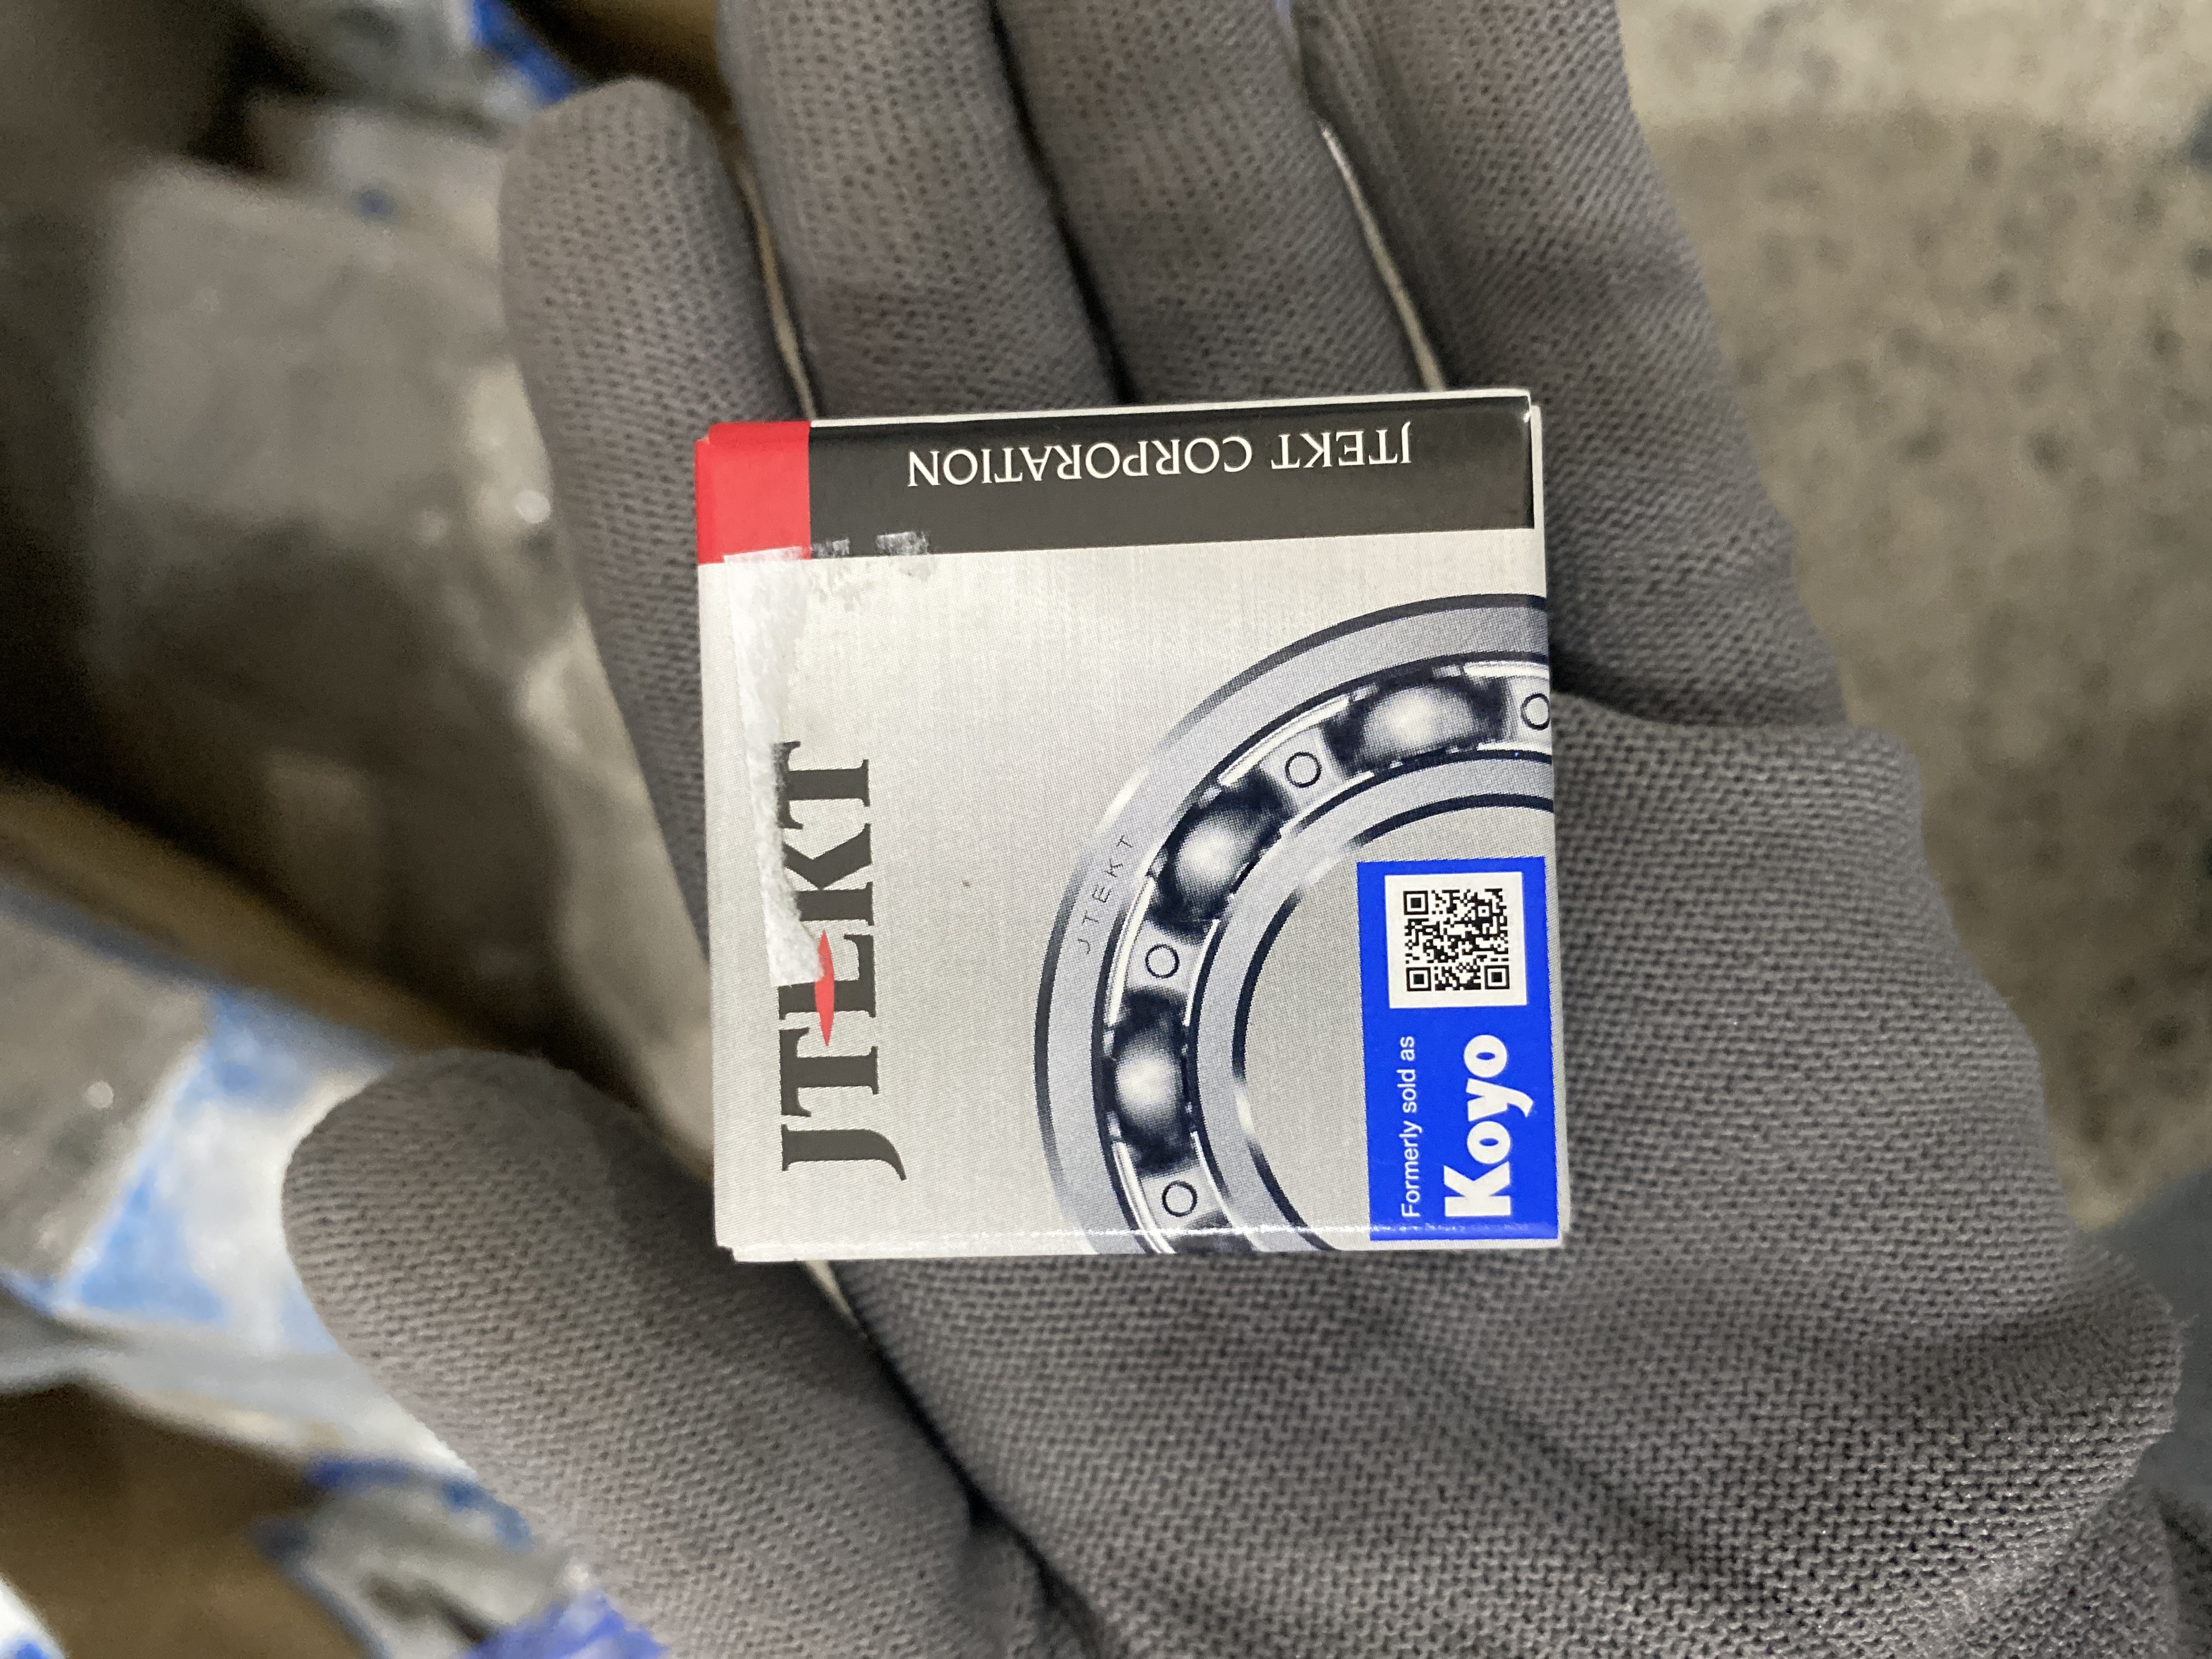 JTEKT CORPORATION
JTEKT
JTEKT
Formerly sold as
Koyo